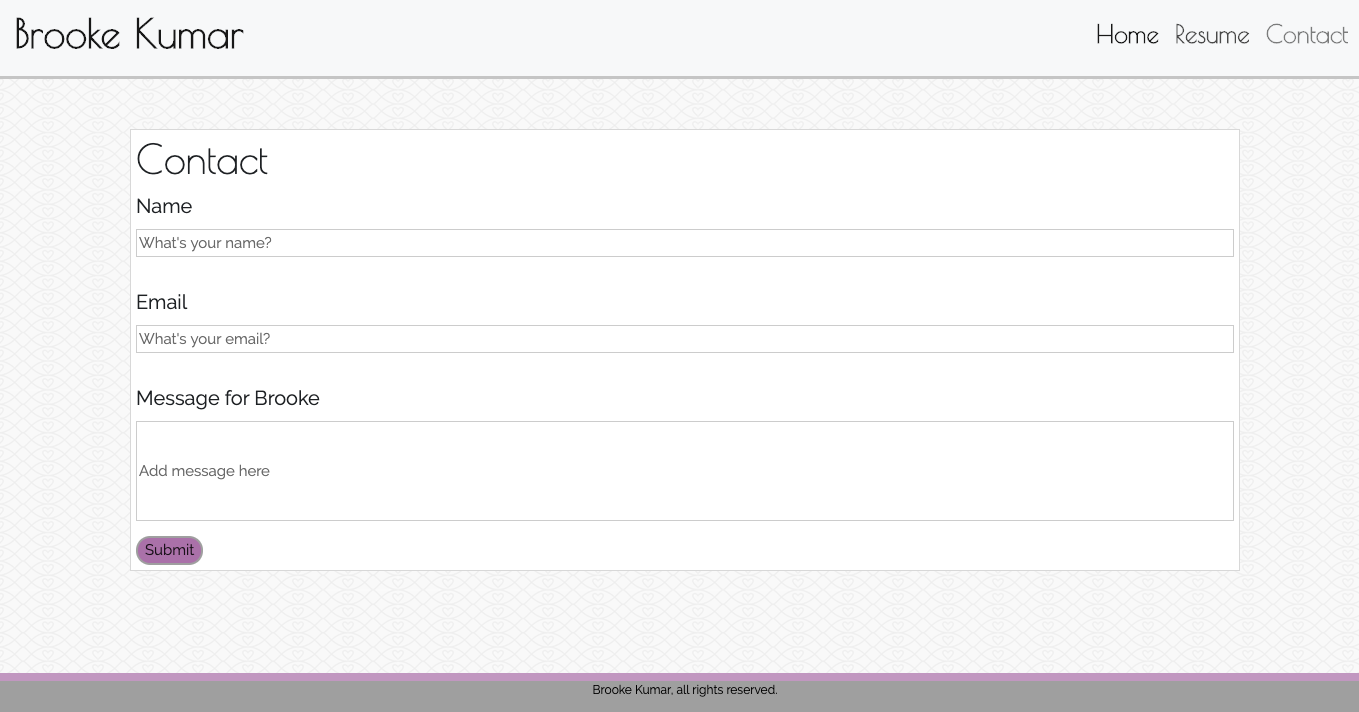 Brooke Kumar
Home Resume Contact
Contact
Name
What's your name?
Email
What's your email?
Message for Brooke
Add message here
Submit
Brooke Kumar, all rights reserved.